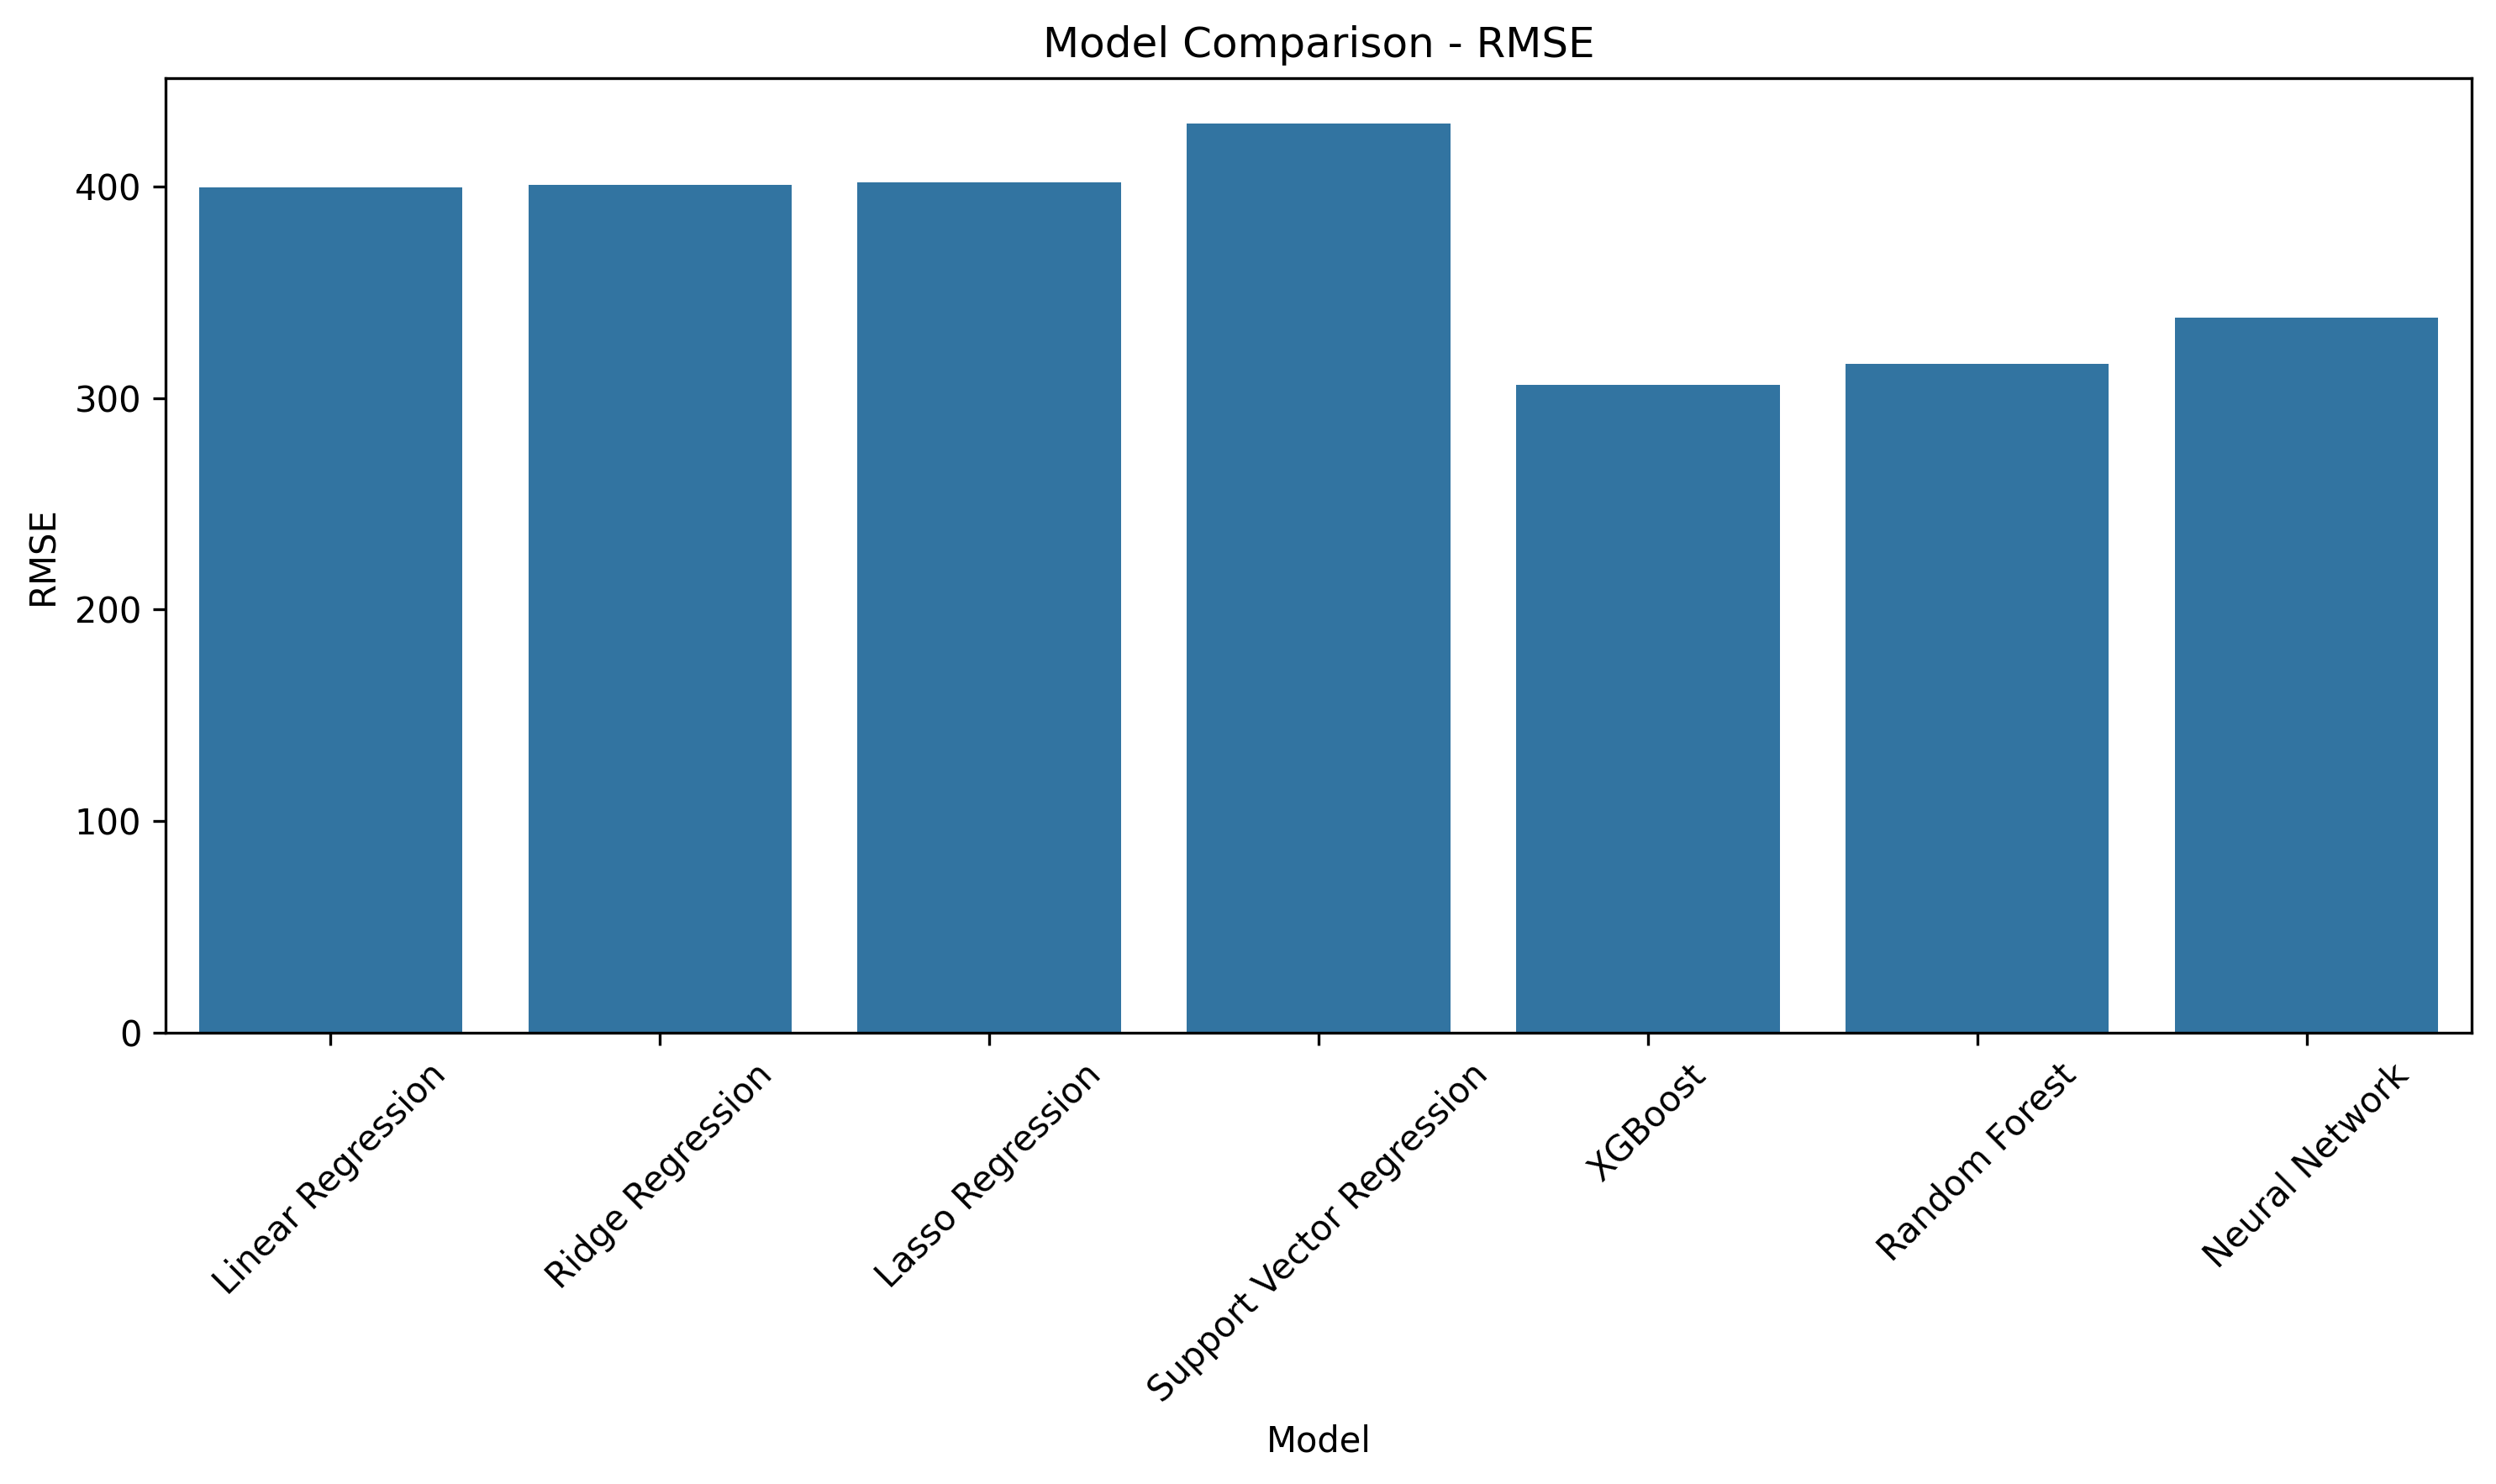 Model Comparison - RMSE
RMSE
400
300
200
100
0
Linear Regression
Ridge Regression
Lasso Regression
Support Vector Regression
XGBoost
Random Forest
Neural Network
Model